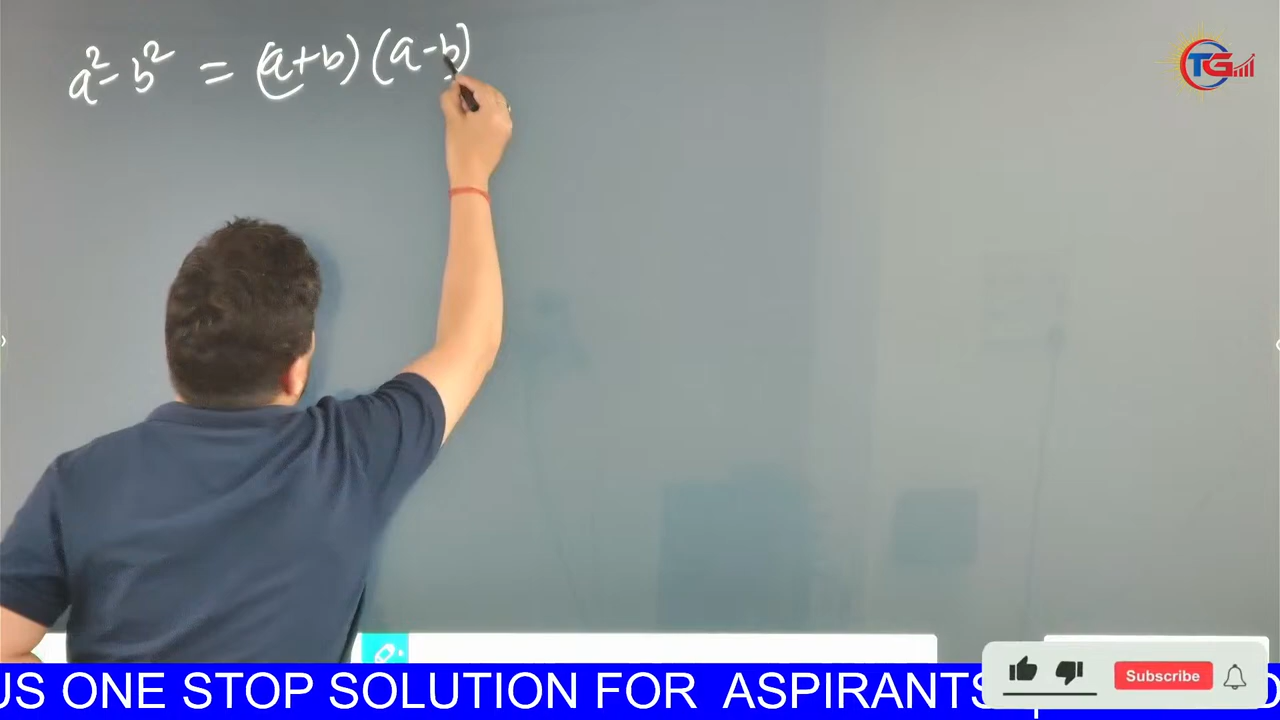 a² - b² = (a+b) (a-b)
TG
US ONE STOP SOLUTION FOR ASPIRANTS
Subscribe